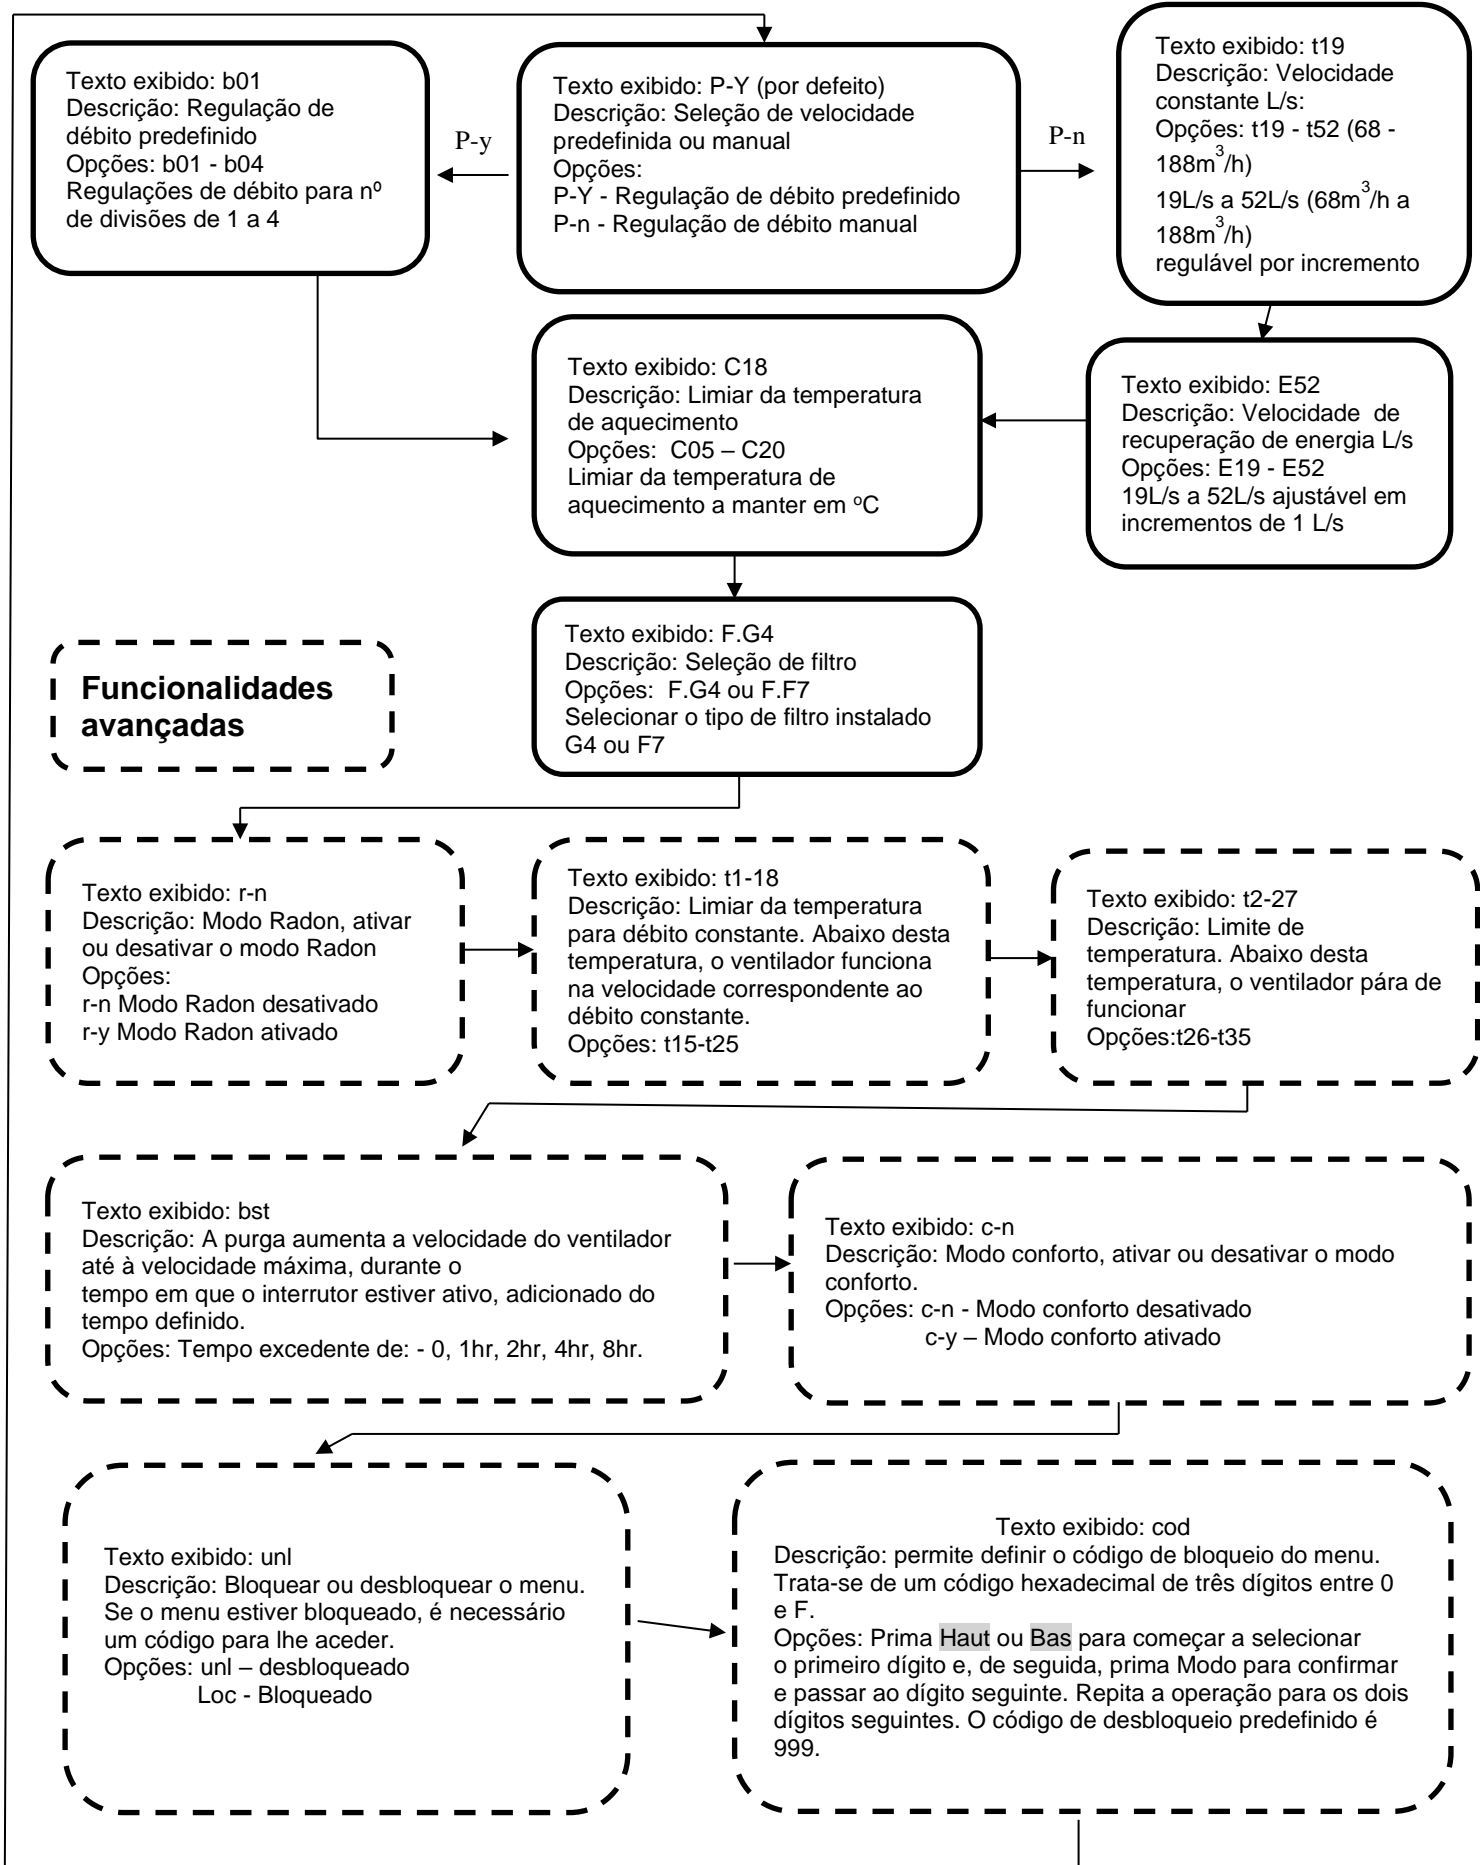 Texto exibido: b01
Descrição: Regulação de
débito predefinido
Opções: b01 - b04
Regulações de débito para nº
de divisões de 1 a 4
P-y
Texto exibido: P-Y (por defeito)
Descrição: Seleção de velocidade
predefinida ou manual
Opções:
P-Y - Regulação de débito predefinido
P-n - Regulação de débito manual
P-n
Texto exibido: t19
Descrição: Velocidade
constante L/s:
Opções: t19 - t52 (68 -
188m³/h)
19L/s a 52L/s (68m³/h a
188m³/h)
regulável por incremento
Texto exibido: C18
Descrição: Limiar da temperatura
de aquecimento
Opções:  C05 – C20
Limiar da temperatura de
aquecimento a manter em ºC
Texto exibido: E52
Descrição: Velocidade  de
recuperação de energia L/s
Opções: E19 - E52
19L/s a 52L/s ajustável em
incrementos de 1 L/s
Texto exibido: F.G4
Descrição: Seleção de filtro
Opções:  F.G4 ou F.F7
Selecionar o tipo de filtro instalado
G4 ou F7
Funcionalidades
avançadas
Texto exibido: r-n
Descrição: Modo Radon, ativar
ou desativar o modo Radon
Opções:
r-n Modo Radon desativado
r-y Modo Radon ativado
Texto exibido: t1-18
Descrição: Limiar da temperatura
para débito constante. Abaixo desta
temperatura, o ventilador funciona
na velocidade correspondente ao
débito constante.
Opções: t15-t25
Texto exibido: t2-27
Descrição: Limite de
temperatura. Abaixo desta
temperatura, o ventilador pára de
funcionar
Opções:t26-t35
Texto exibido: bst
Descrição: A purga aumenta a velocidade do ventilador
até à velocidade máxima, durante o
tempo em que o interrutor estiver ativo, adicionado do
tempo definido.
Opções: Tempo excedente de: - 0, 1hr, 2hr, 4hr, 8hr.
Texto exibido: c-n
Descrição: Modo conforto, ativar ou desativar o modo
conforto.
Opções: c-n - Modo conforto desativado
c-y – Modo conforto ativado
Texto exibido: unl
Descrição: Bloquear ou desbloquear o menu.
Se o menu estiver bloqueado, é necessário
um código para lhe aceder.
Opções: unl – desbloqueado
Loc - Bloqueado
Texto exibido: cod
Descrição: permite definir o código de bloqueio do menu.
Trata-se de um código hexadecimal de três dígitos entre 0
e F.
Opções: Prima Haut ou Bas para começar a selecionar
o primeiro dígito e, de seguida, prima Modo para confirmar
e passar ao dígito seguinte. Repita a operação para os dois
dígitos seguintes. O código de desbloqueio predefinido é
999.